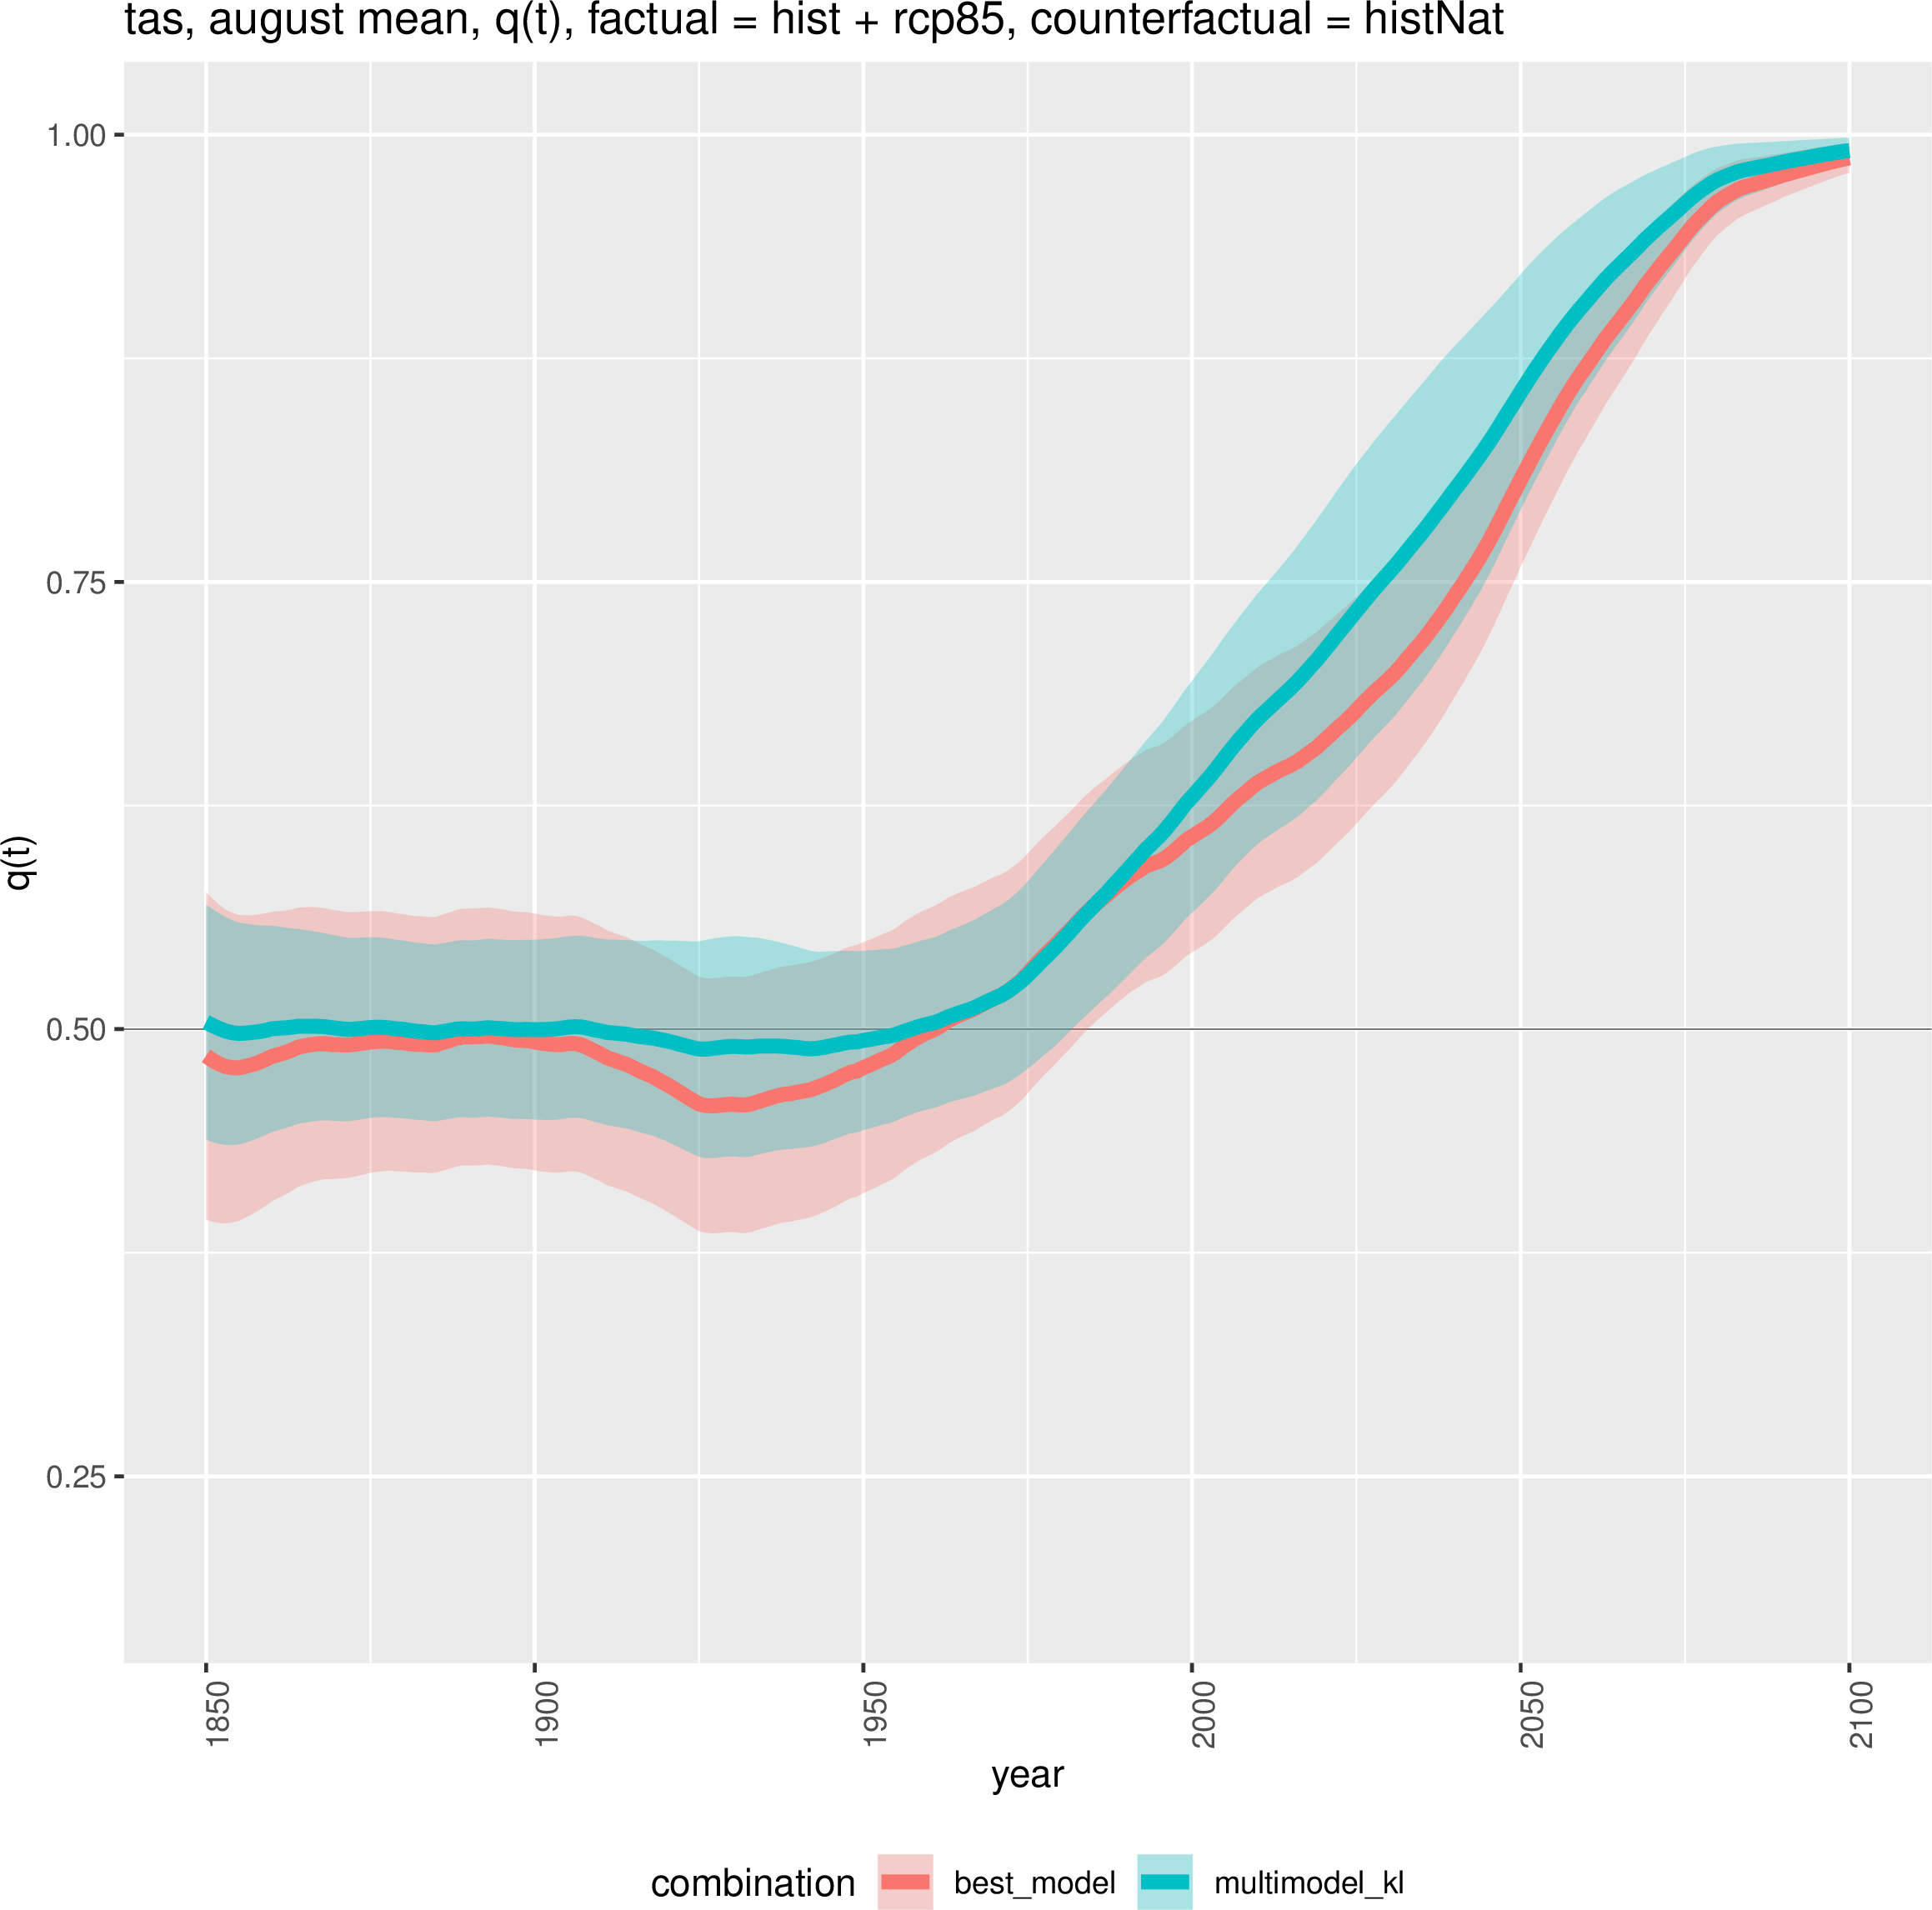 tas, august mean, q(t), factual = hist + rcp85, counterfactual = histNat
1.00
0.75
0.50
0.25
q(t)
1850
1900
1950
2000
2050
2100
year
combination best_model multimodel_kl